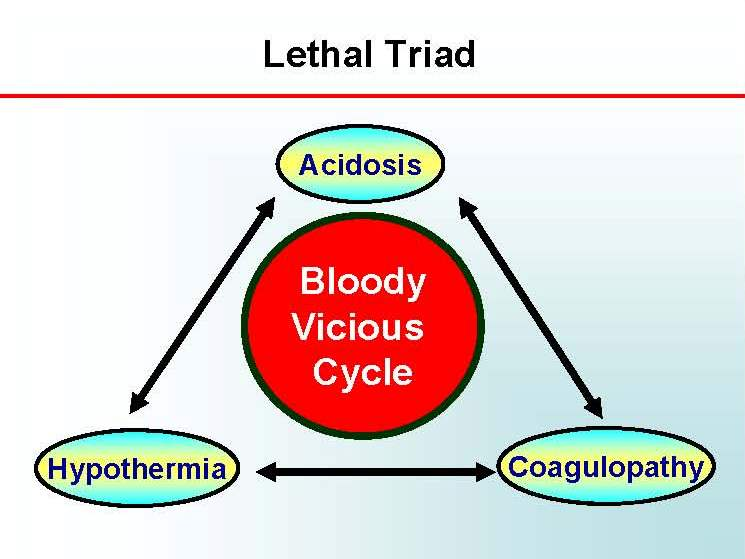 Lethal Triad
Acidosis
Bloody
Vicious
Cycle
Hypothermia
Coagulopathy